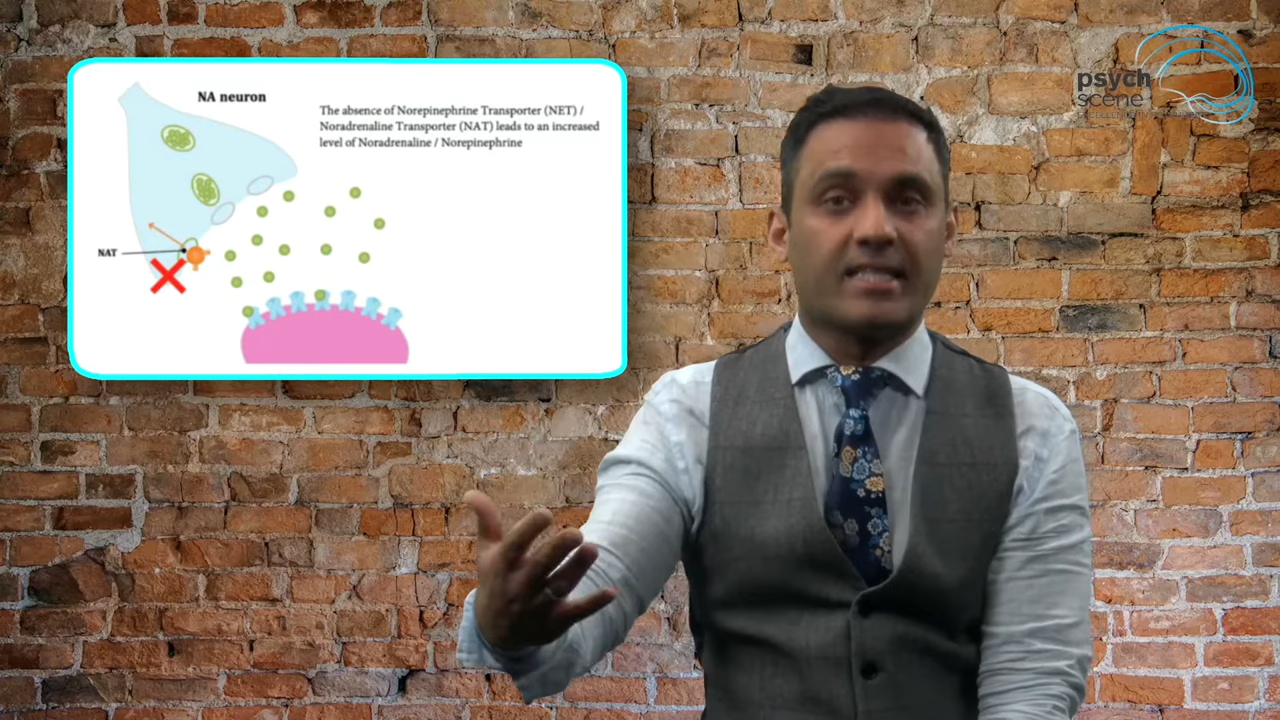 NA neuron
The absence of Norepinephrine Transporter (NET) /
Noradrenaline Transporter (NAT) leads to an increased
level of Noradrenaline / Norepinephrine
NAT
psych
scene